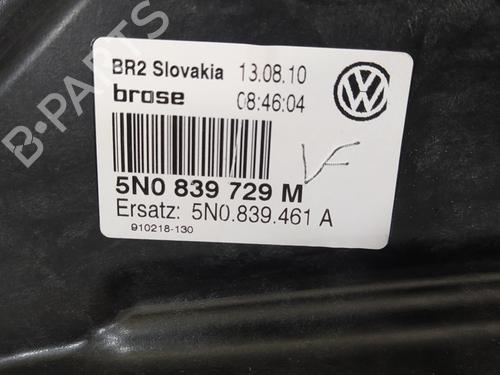 BR2 Slovakia 13.08.10
brose 08:46:04
5N0 839 729 M
Ersatz: 5N0.839.461 A
910218-130
VF
B-PARTS